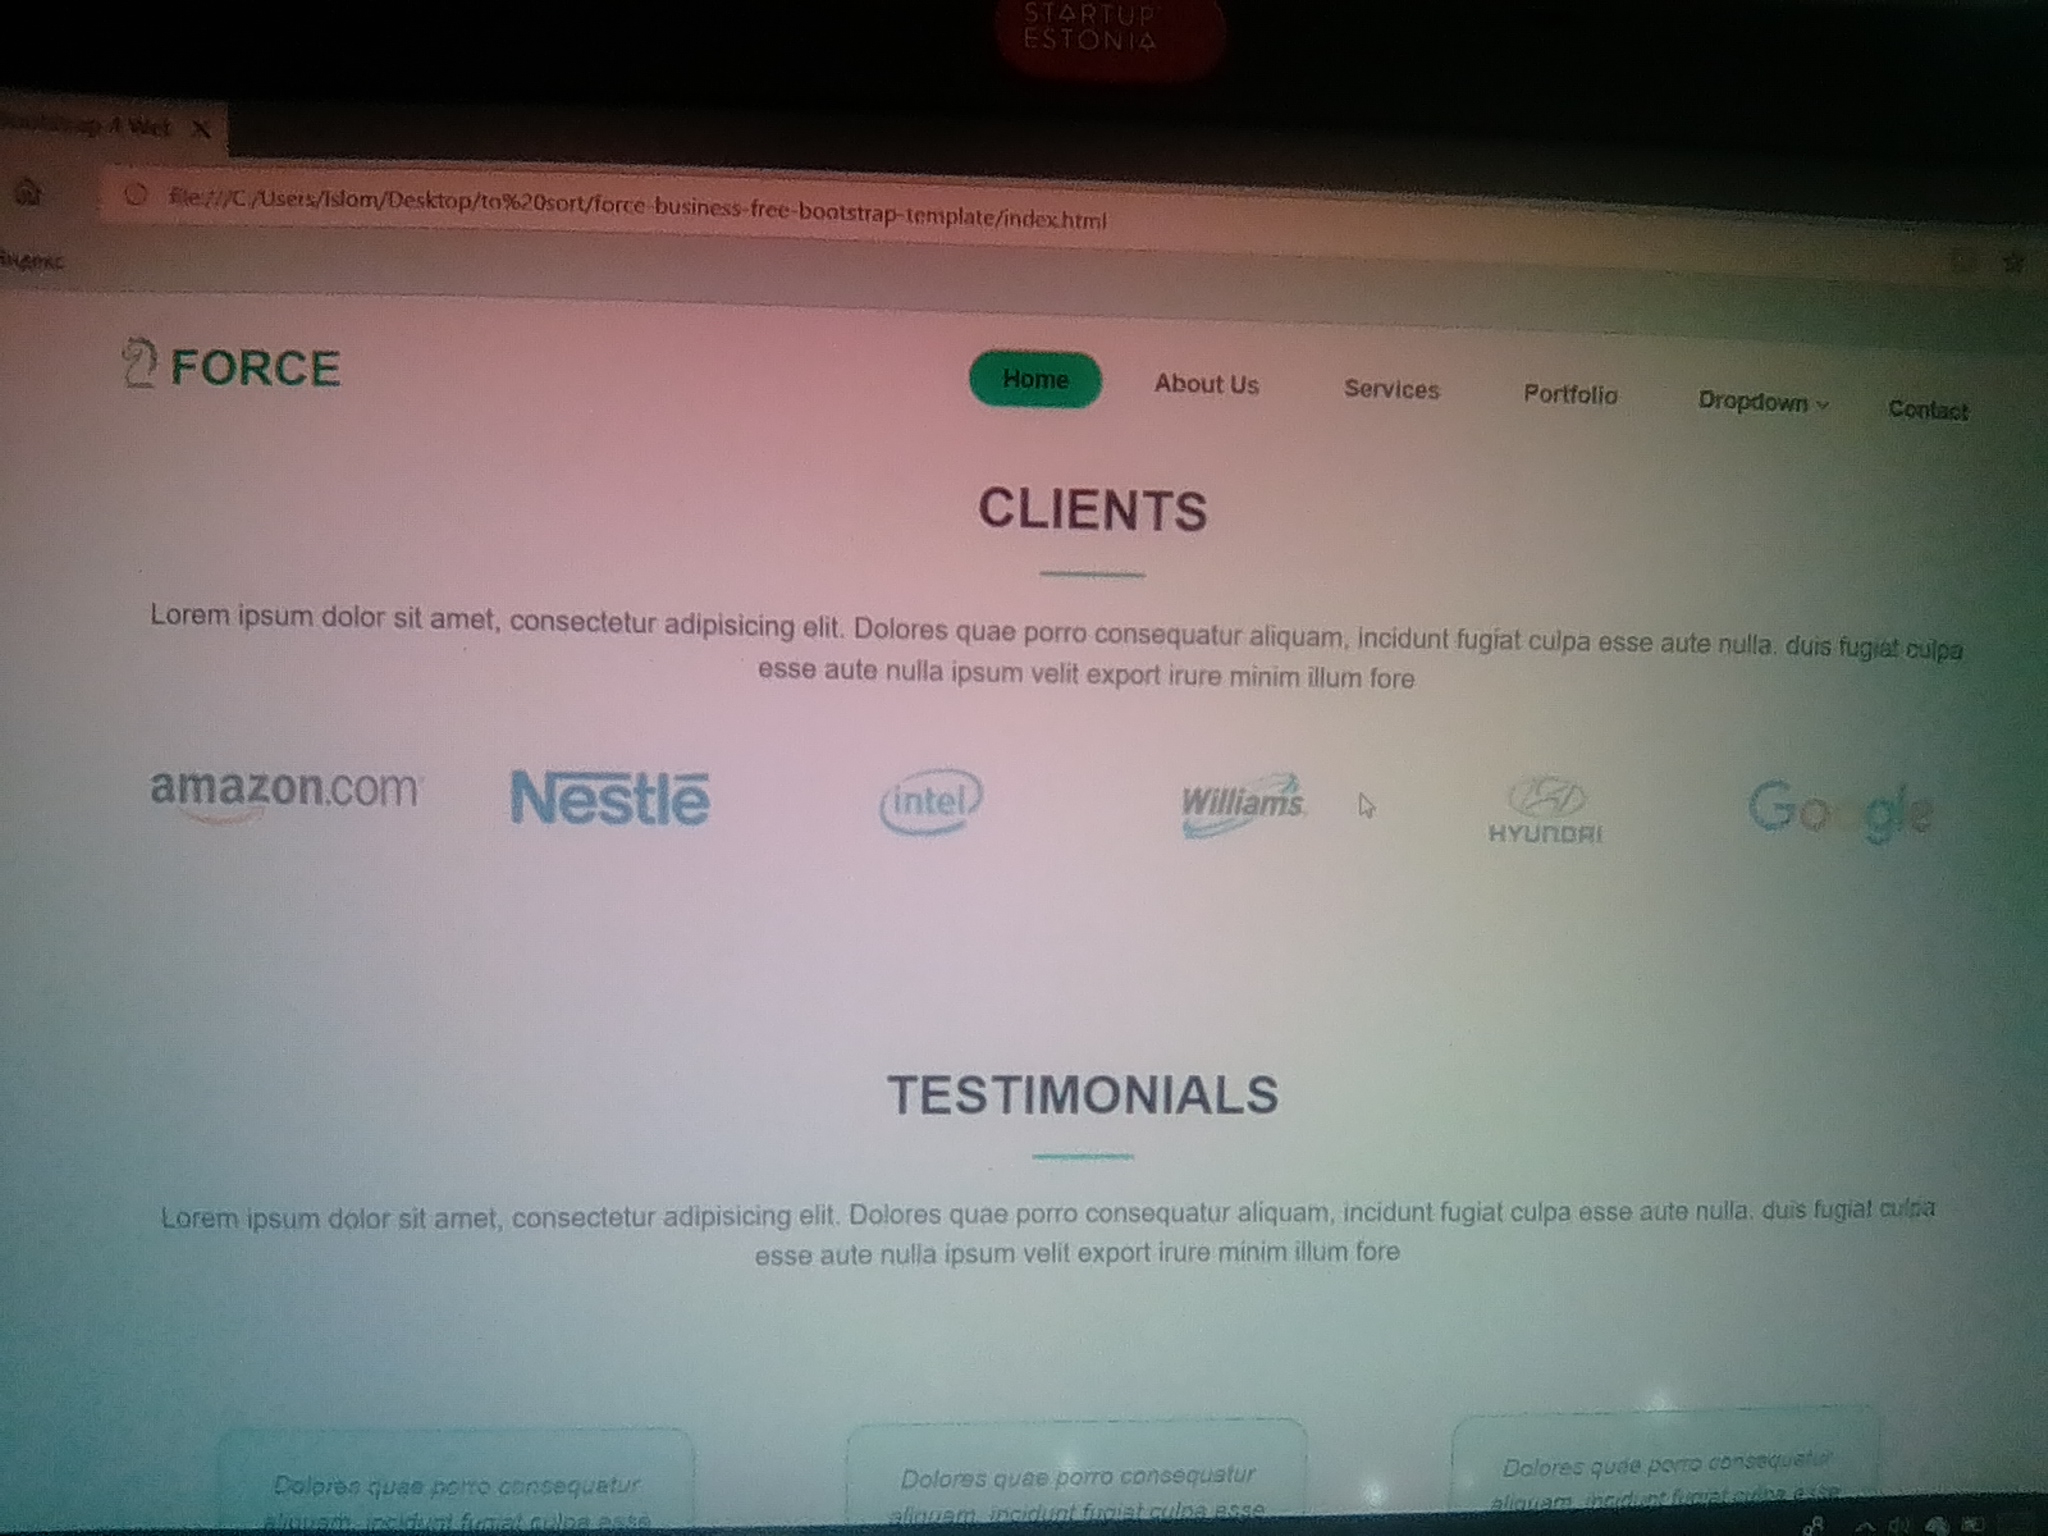 STARTUP
ESTONIA
file:///C:/Users/Islom/Desktop/to%20sort/force-business-free-bootstrap-template/index.html
Яндекс
FORCE
Home About Us Services Portfolio Dropdown Contact
CLIENTS
Lorem ipsum dolor sit amet, consectetur adipisicing elit. Dolores quae porro consequatur aliquam, incidunt fugiat culpa esse aute nulla. duis fugiat culpa
esse aute nulla ipsum velit export irure minim illum fore
amazon.com Nestlē intel Williams HYUNDAI Google
TESTIMONIALS
Lorem ipsum dolor sit amet, consectetur adipisicing elit. Dolores quae porro consequatur aliquam, incidunt fugiat culpa esse aute nulla. duis fugiat culpa
esse aute nulla ipsum velit export irure minim illum fore
Dolores quae porro consequatur
aliquam, incidunt fugiat culpa esse
Dolores quae porro consequatur
aliquam, incidunt fugiat culpa esse
Dolores quae porro consequatur
aliquam, incidunt fugiat culpa esse